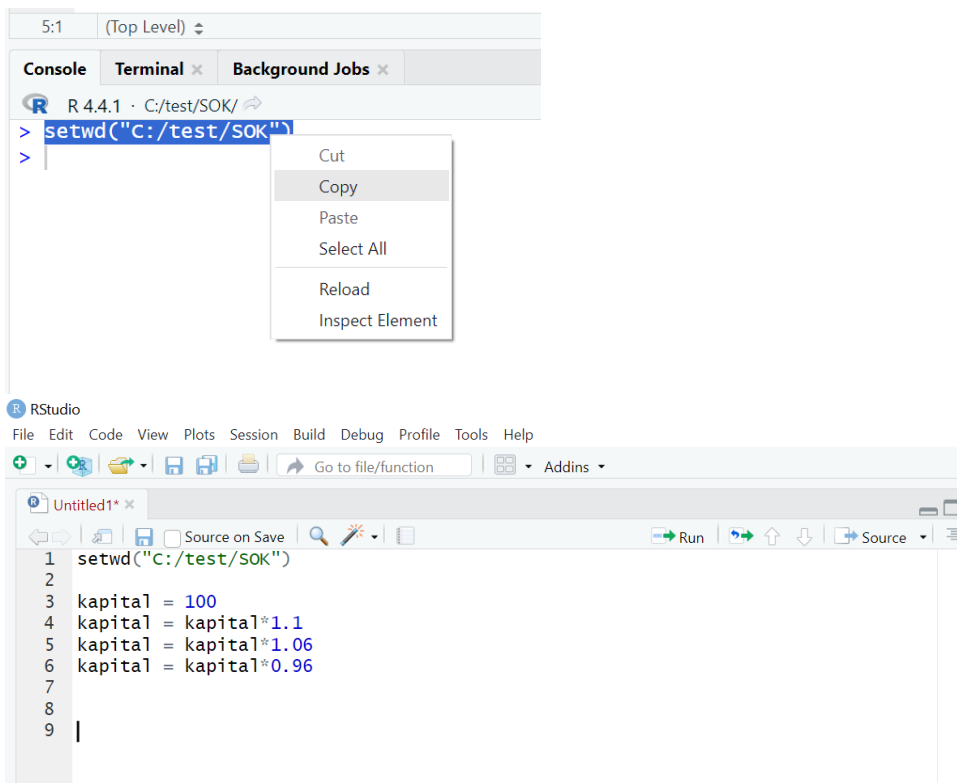 5:1 (Top Level)
Console Terminal Background Jobs
R R 4.4.1 · C:/test/SOK/
> setwd("C:/test/SOK")
>
Cut
Copy
Paste
Select All
Reload
Inspect Element
R RStudio
File Edit Code View Plots Session Build Debug Profile Tools Help
Go to file/function Addins
Untitled1*
Source on Save Run Source
1 setwd("C:/test/SOK")
2
3 kapital = 100
4 kapital = kapital*1.1
5 kapital = kapital*1.06
6 kapital = kapital*0.96
7
8
9